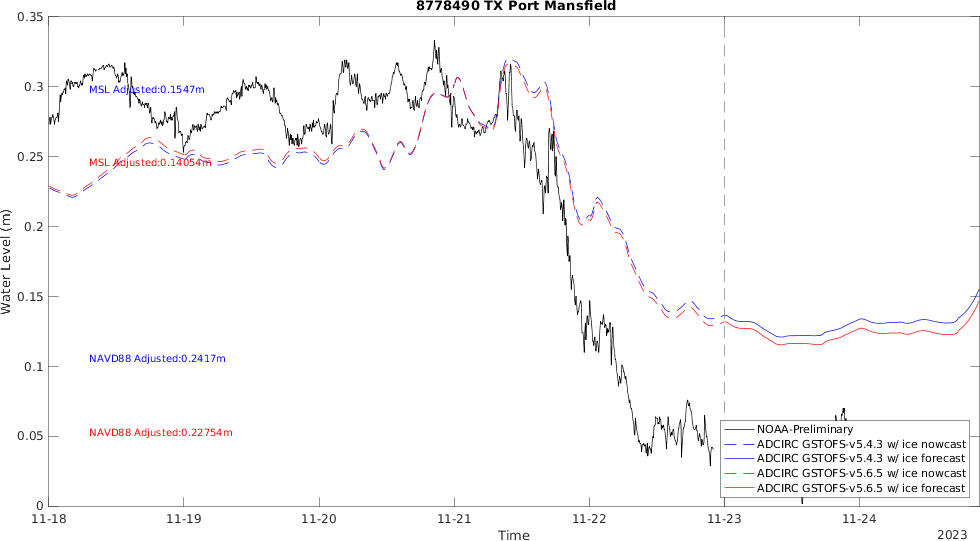 8778490 TX Port Mansfield
0.35
0.3
0.25
0.2
0.15
0.1
0.05
0
Water Level (m)
MSL Adjusted:0.1547m
MSL Adjusted:0.14054m
NAVD88 Adjusted:0.2417m
NAVD88 Adjusted:0.22754m
NOAA-Preliminary
ADCIRC GSTOFS-v5.4.3 w/ ice nowcast
ADCIRC GSTOFS-v5.4.3 w/ ice forecast
ADCIRC GSTOFS-v5.6.5 w/ ice nowcast
ADCIRC GSTOFS-v5.6.5 w/ ice forecast
11-18 11-19 11-20 11-21 11-22 11-23 11-24
Time
2023